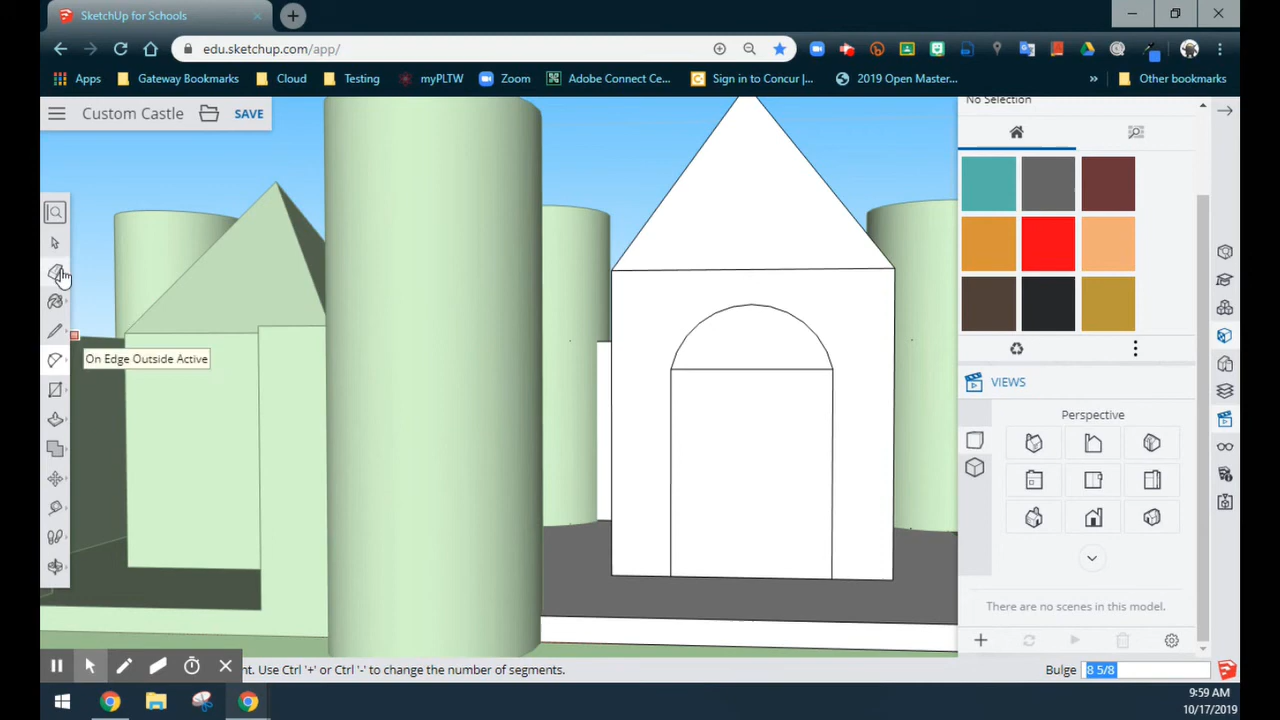 SketchUp for Schools
edu.sketchup.com/app/
Apps
Gateway Bookmarks
Cloud
Testing
myPLTW
Zoom
Adobe Connect Ce...
Sign in to Concur |...
2019 Open Master...
»
Other bookmarks
Custom Castle
SAVE
No Selection
On Edge Outside Active
VIEWS
Perspective
There are no scenes in this model.
nt. Use Ctrl '+' or Ctrl '-' to change the number of segments.
Bulge
8 5/8
9:59 AM
10/17/2019